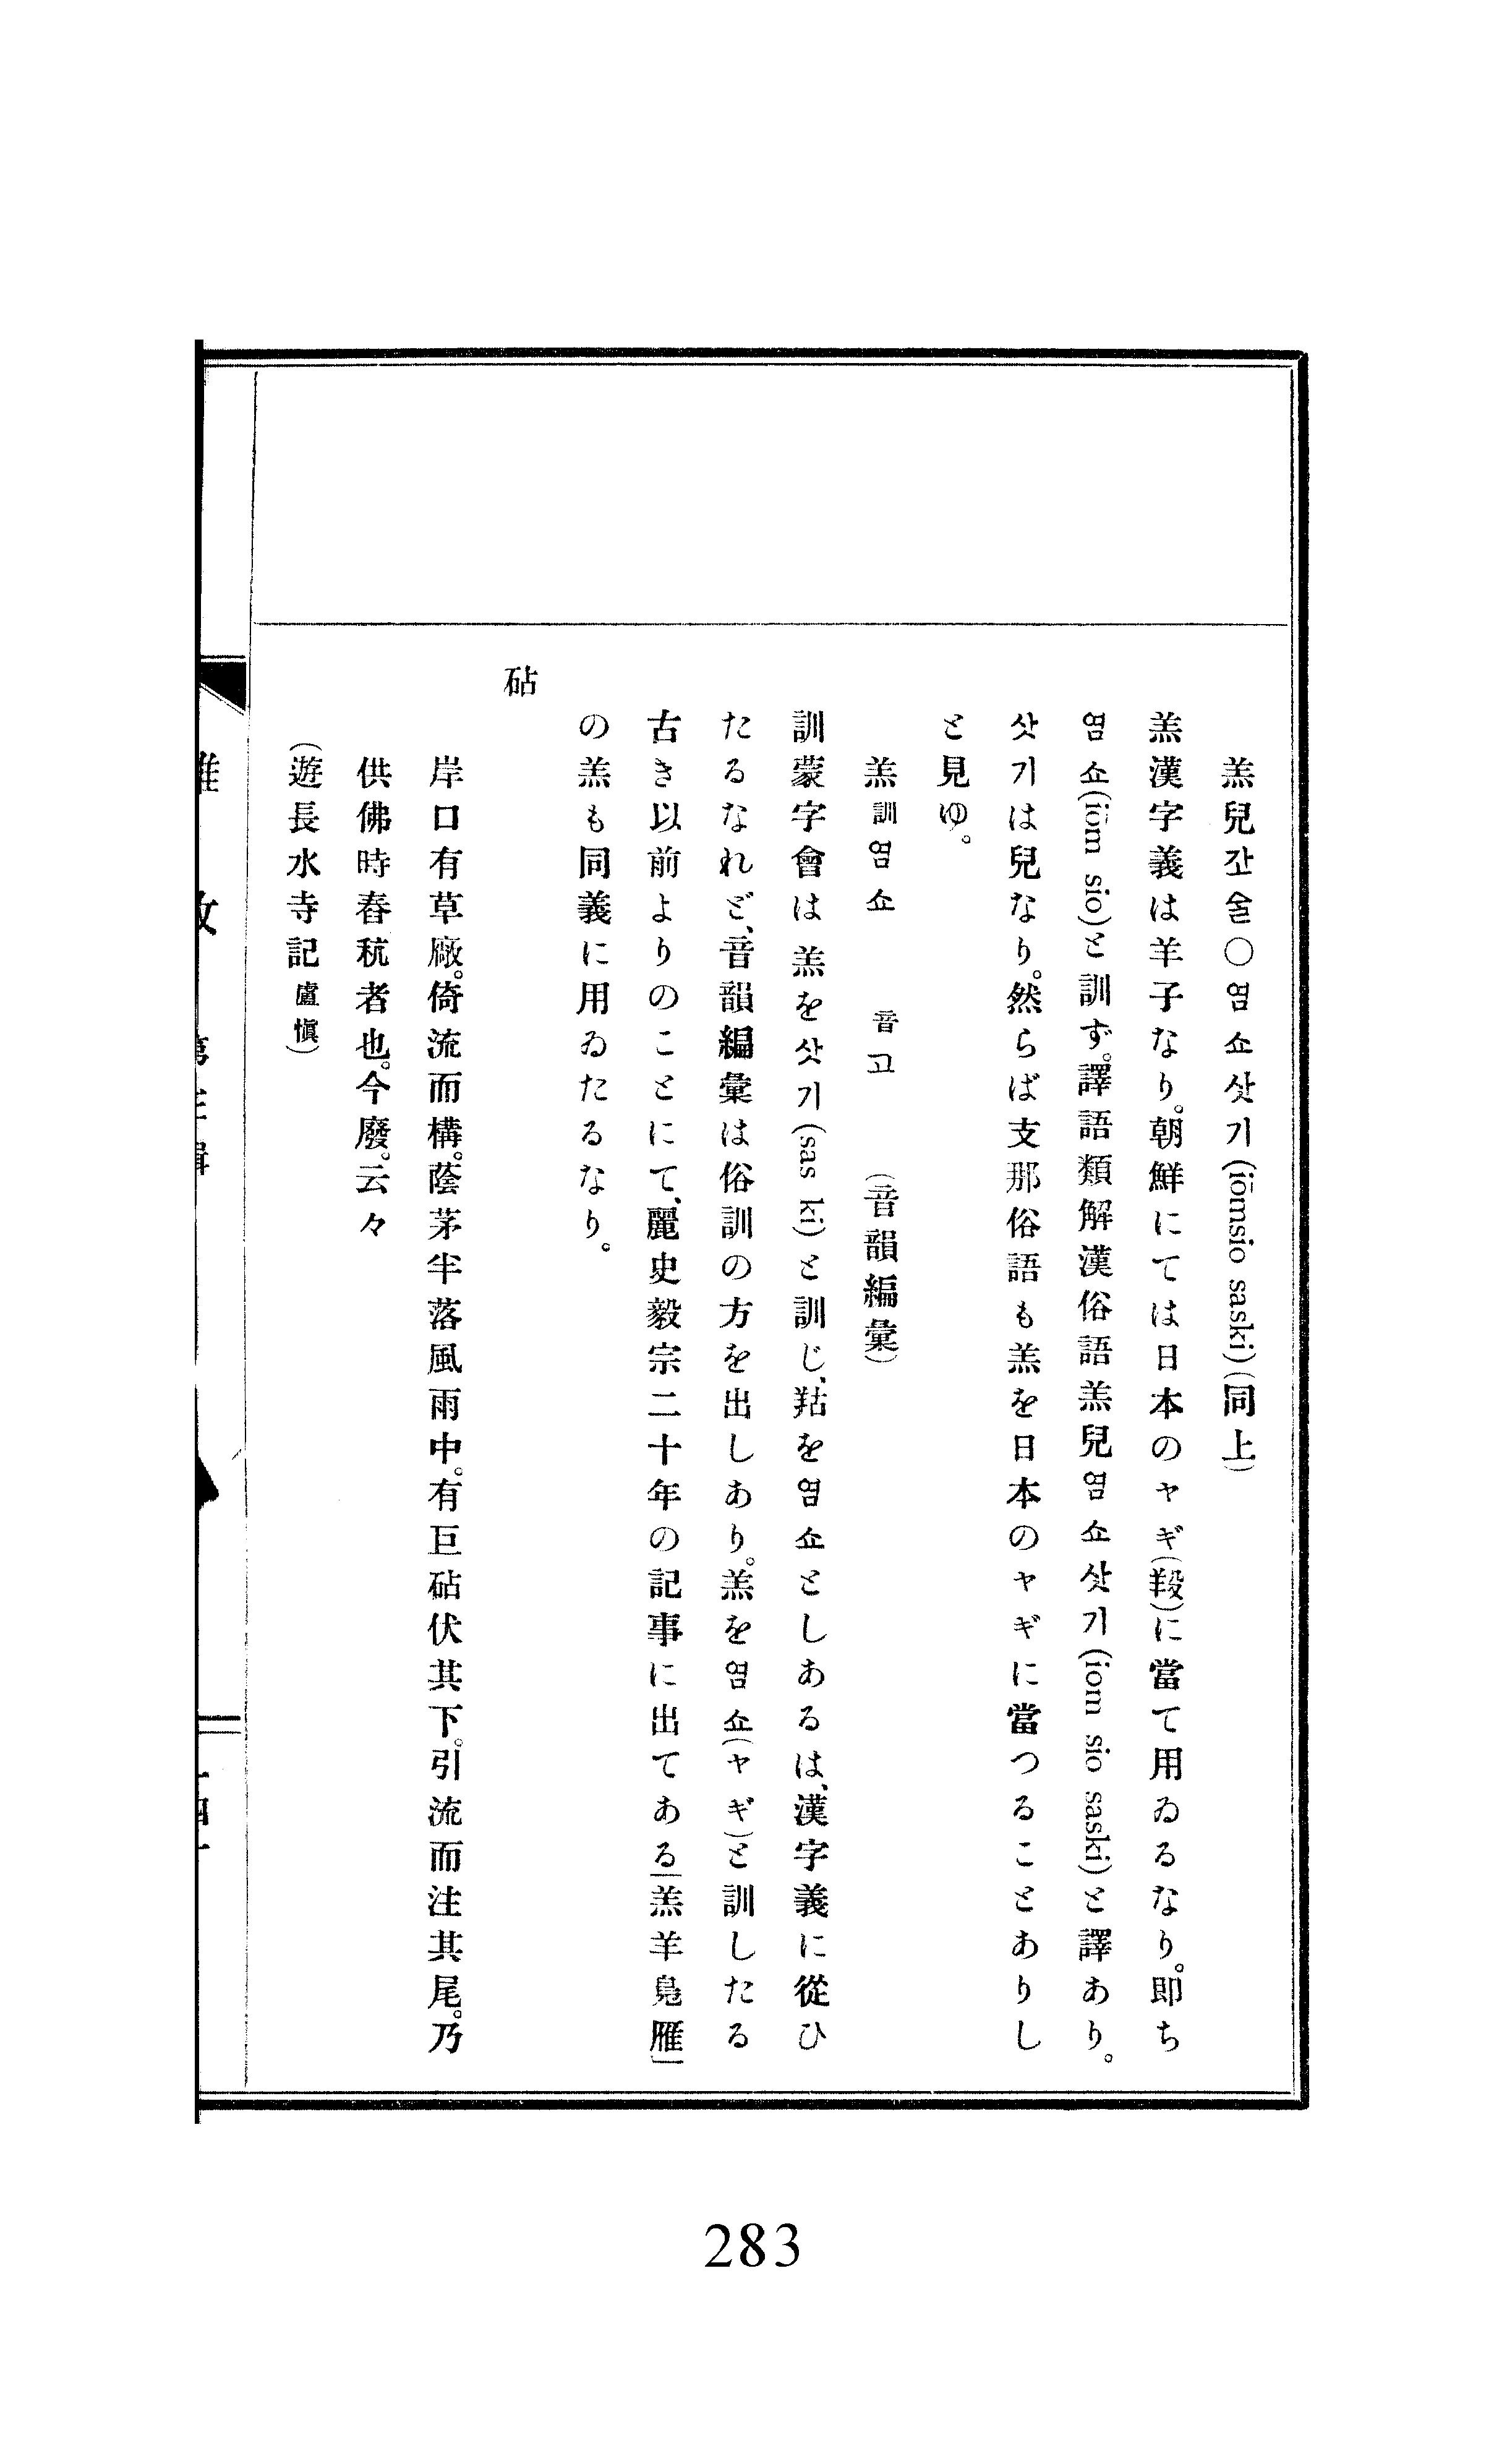 羔兒잔술○염쇼삿기(iōmsio saski)(同上)
羔漢字義は羊子なり。朝鮮にては日本のヤギ(羖)に當て用ゐるなり。即ち
염쇼(iōm sio)と訓ず。譯語類解漢俗語羔兒염쇼삿기(iom sio saski)と譯あり。
삿기は兒なり。然らば支那俗語も羔を日本のヤギに當つることありし
と見ゆ。
羔 訓염쇼 音고 (音韻編彙)
訓蒙字會は羔を삿기(sas ki)と訓じ、羖を염쇼としあるは、漢字義に從ひ
たるなれど、音韻編彙は俗訓の方を出しあり。羔を염쇼(ヤギ)と訓したる
古き以前よりのことにて、麗史毅宗二十年の記事に出てある「羔羊鳧雁」
の羔も同義に用ゐたるなり。
砧
岸口有草廠。倚流而構。蔭茅半落風雨中。有巨砧伏其下。引流而注其尾。乃
供佛時舂秔者也。今廢。云々
(遊長水寺記 盧愼)
283